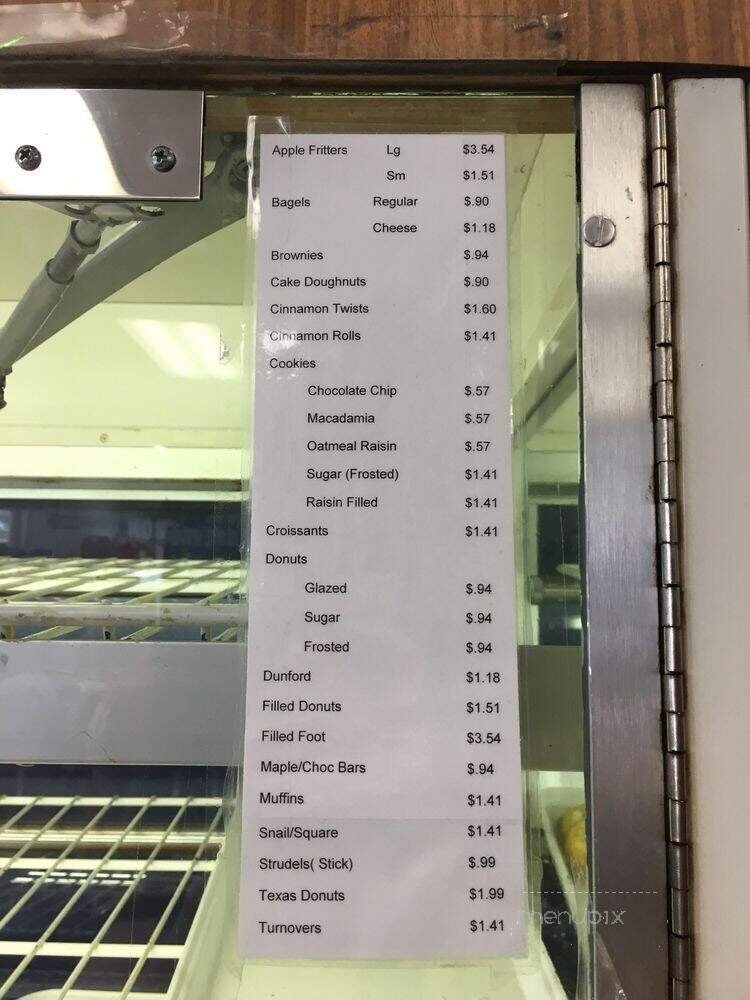 Apple Fritters Lg $3.54
Sm $1.51
Bagels Regular $.90
Cheese $1.18
Brownies $.94
Cake Doughnuts $.90
Cinnamon Twists $1.60
Cinnamon Rolls $1.41
Cookies
Chocolate Chip $.57
Macadamia $.57
Oatmeal Raisin $.57
Sugar (Frosted) $1.41
Raisin Filled $1.41
Croissants $1.41
Donuts
Glazed $.94
Sugar $.94
Frosted $.94
Dunford $1.18
Filled Donuts $1.51
Filled Foot $3.54
Maple/Choc Bars $.94
Muffins $1.41
Snail/Square $1.41
Strudels( Stick) $.99
Texas Donuts $1.99
Turnovers $1.41
menupix